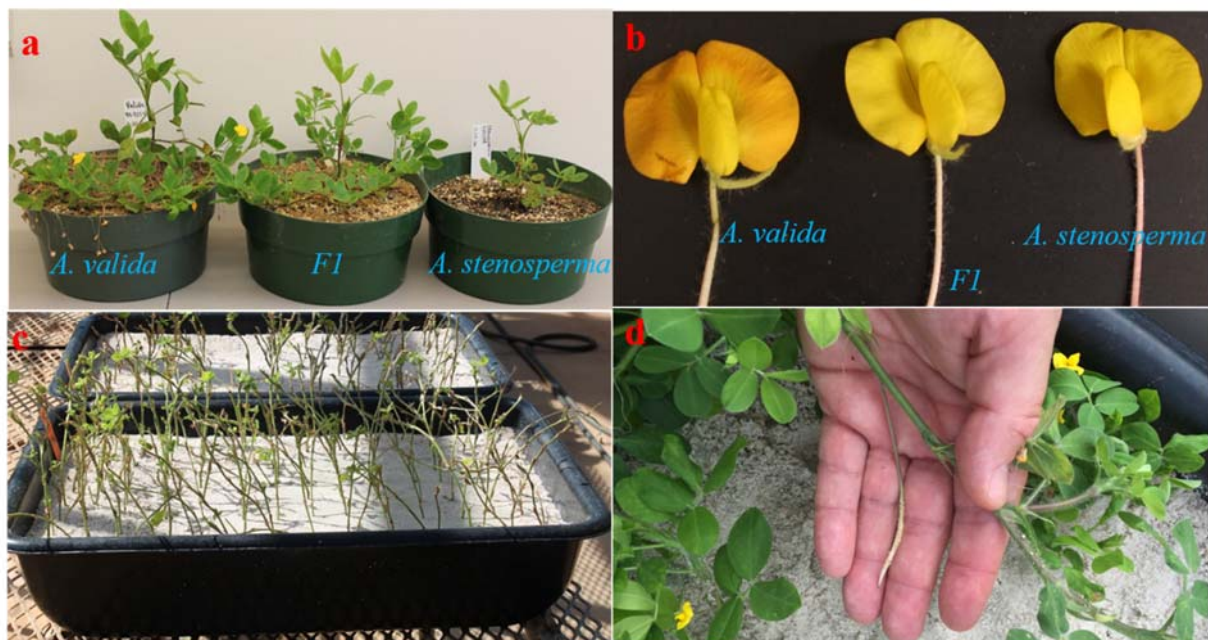 a
A. valida
F1
A. stenosperma
b
A. valida
F1
A. stenosperma
c
d